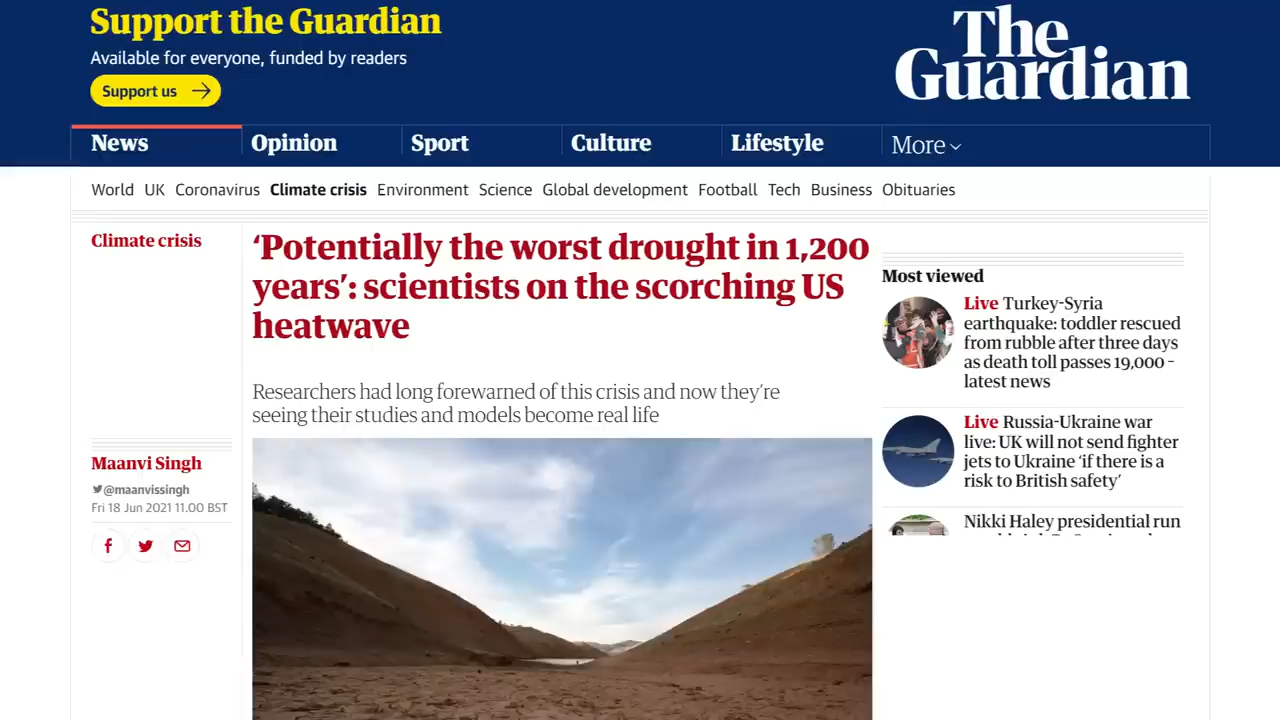 Support the Guardian
Available for everyone, funded by readers
Support us
The
Guardian
News
Opinion
Sport
Culture
Lifestyle
More
World UK Coronavirus Climate crisis Environment Science Global development Football Tech Business Obituaries
Climate crisis
‘Potentially the worst drought in 1,200
years’: scientists on the scorching US
heatwave
Researchers had long forewarned of this crisis and now they’re
seeing their studies and models become real life
Maanvi Singh
@maanvissingh
Fri 18 Jun 2021 11.00 BST
Most viewed
Live Turkey-Syria
earthquake: toddler rescued
from rubble after three days
as death toll passes 19,000 –
latest news
Live Russia-Ukraine war
live: UK will not send fighter
jets to Ukraine ‘if there is a
risk to British safety’
Nikki Haley presidential run